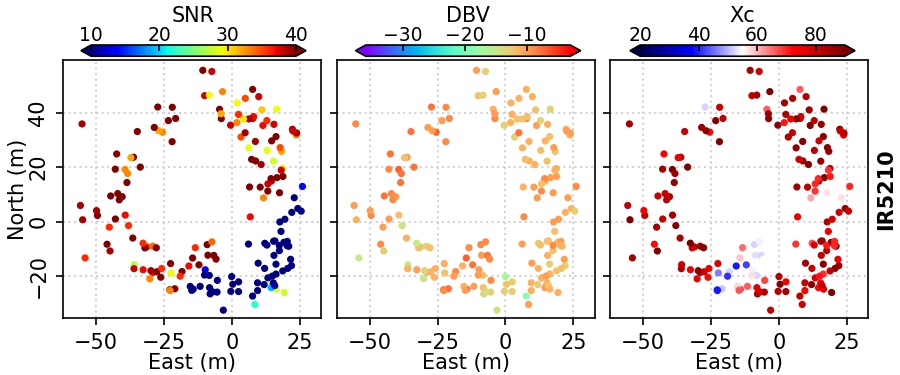 SNR DBV Xc
10 20 30 40 −30 −20 −10 20 40 60 80
North (m)
40
20
0
−20
IR5210
−50 −25 0 25 −50 −25 0 25 −50 −25 0 25
East (m) East (m) East (m)